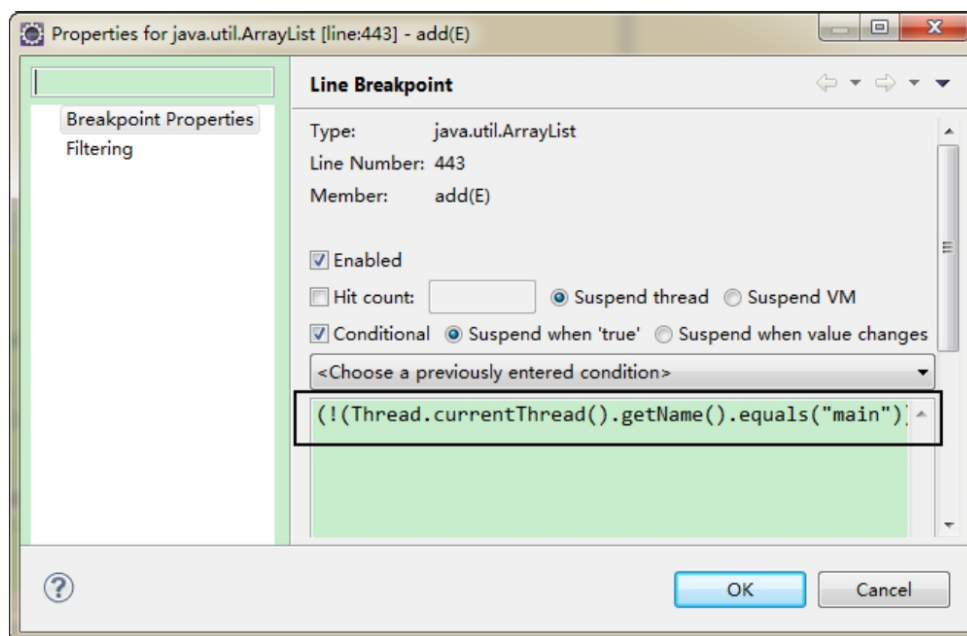 Properties for java.util.ArrayList [line:443] - add(E)
Breakpoint Properties
Filtering
Line Breakpoint
Type: java.util.ArrayList
Line Number: 443
Member: add(E)
Enabled
Hit count: Suspend thread Suspend VM
Conditional Suspend when 'true' Suspend when value changes
<Choose a previously entered condition>
(!(Thread.currentThread().getName().equals("main"))
?
OK Cancel